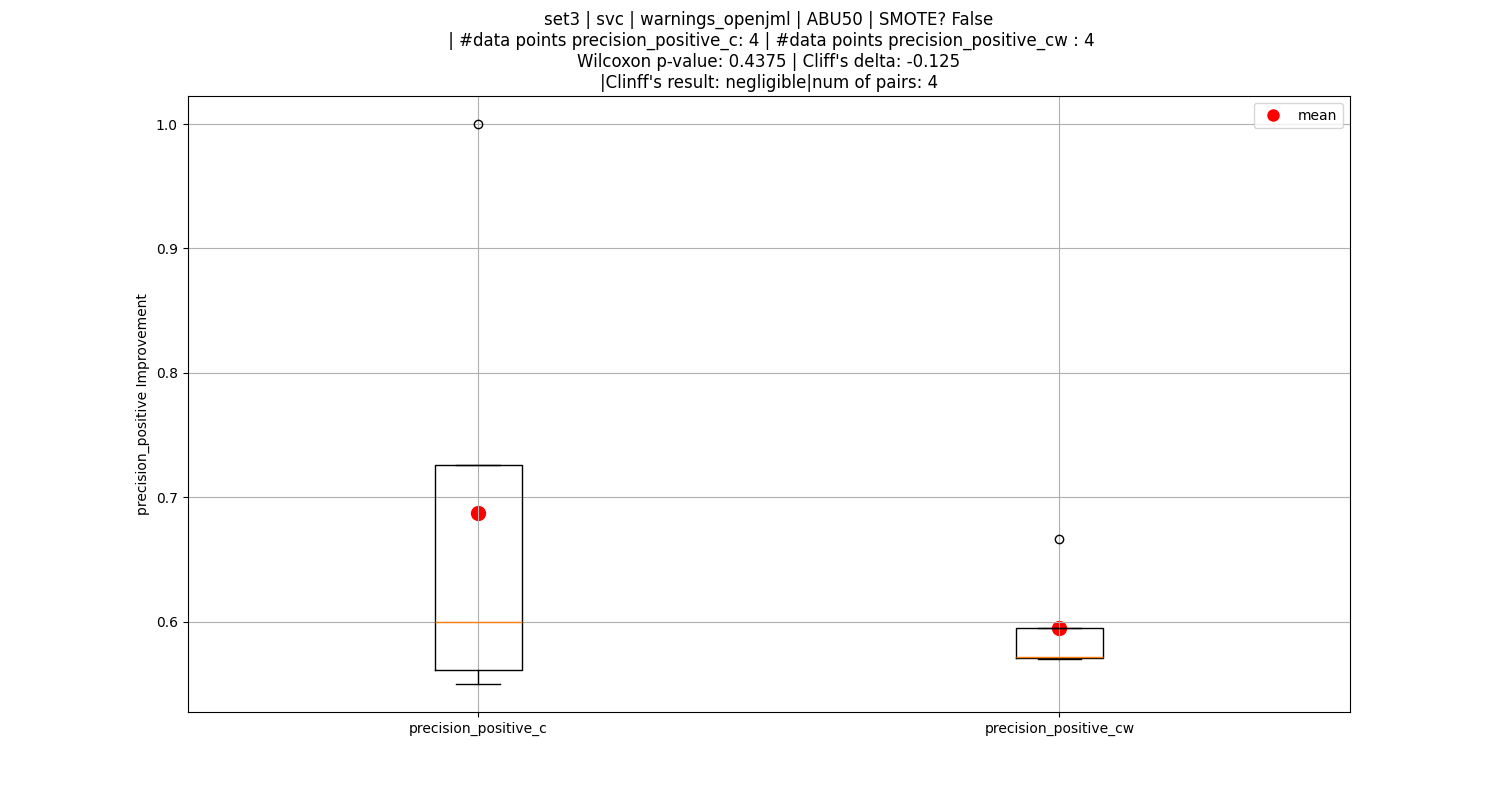 set3 | svc | warnings_openjml | ABU50 | SMOTE? False
| #data points precision_positive_c: 4 | #data points precision_positive_cw : 4
Wilcoxon p-value: 0.4375 | Cliff's delta: -0.125
|Clinff's result: negligible|num of pairs: 4
mean
1.0
0.9
0.8
0.7
0.6
precision_positive Improvement
precision_positive_c
precision_positive_cw